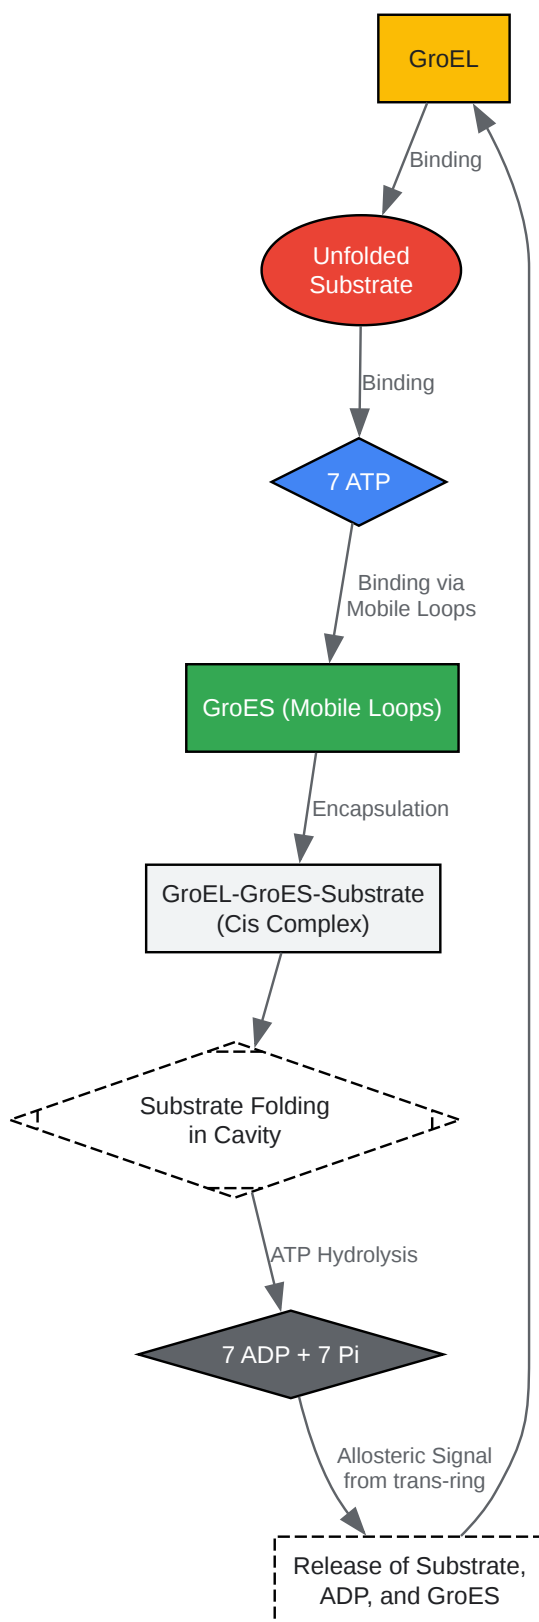 GroEL
Binding
Unfolded
Substrate
Binding
7 ATP
Binding via
Mobile Loops
GroES (Mobile Loops)
Encapsulation
GroEL-GroES-Substrate
(Cis Complex)
Substrate Folding
in Cavity
ATP Hydrolysis
7 ADP + 7 Pi
Allosteric Signal
from trans-ring
Release of Substrate,
ADP, and GroES